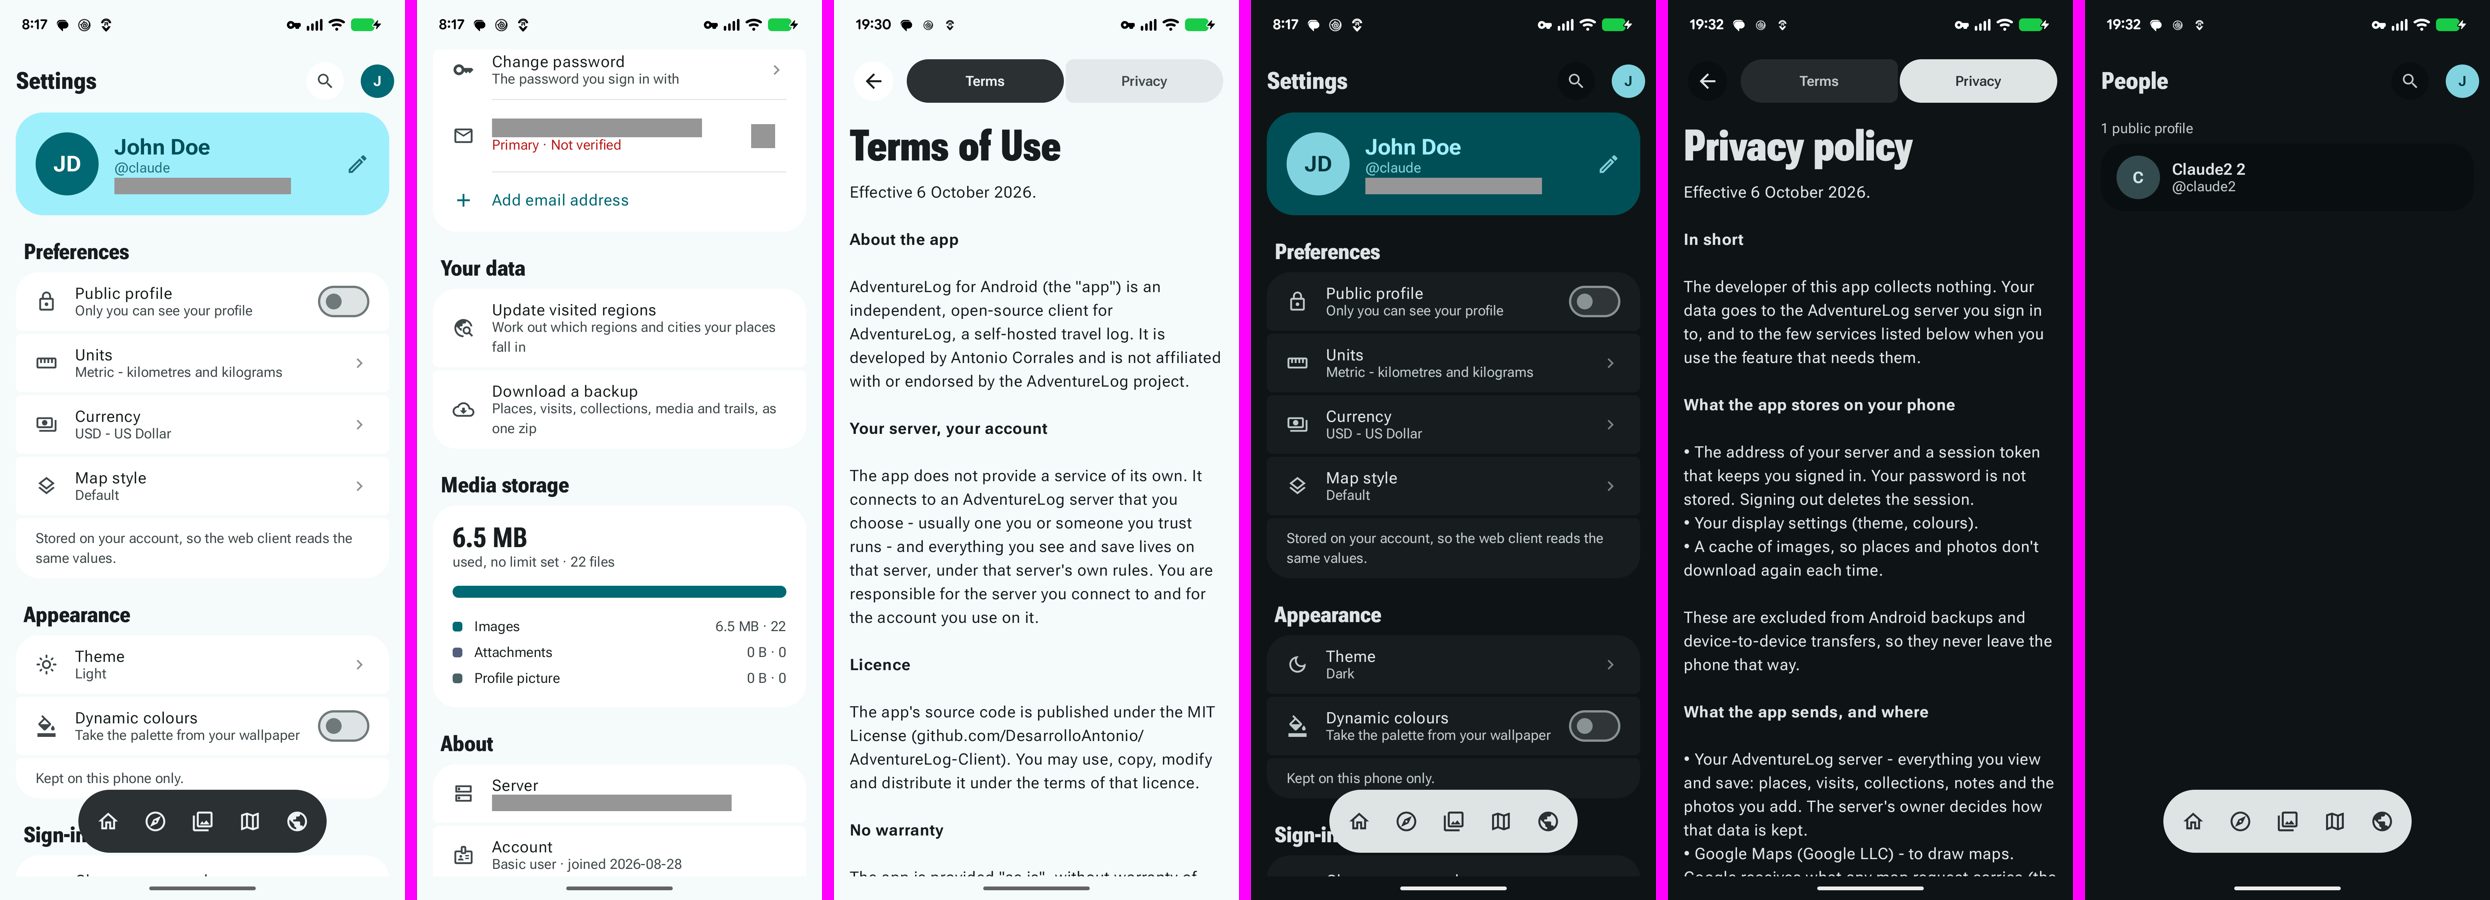 8:17
Settings
J
JD
John Doe
@claude
Preferences
Public profile
Only you can see your profile
Units
Metric - kilometres and kilograms
Currency
USD - US Dollar
Map style
Default
Stored on your account, so the web client reads the
same values.
Appearance
Theme
Light
Dynamic colours
Take the palette from your wallpaper
Kept on this phone only.
Sign-in
8:17
Change password
The password you sign in with
Primary · Not verified
Add email address
Your data
Update visited regions
Work out which regions and cities your places
fall in
Download a backup
Places, visits, collections, media and trails, as
one zip
Media storage
6.5 MB
used, no limit set · 22 files
Images 6.5 MB · 22
Attachments 0 B · 0
Profile picture 0 B · 0
About
Server
Account
Basic user · joined 2026-08-28
19:30
Terms
Privacy
Terms of Use
Effective 6 October 2026.
About the app
AdventureLog for Android (the "app") is an
independent, open-source client for
AdventureLog, a self-hosted travel log. It is
developed by Antonio Corrales and is not affiliated
with or endorsed by the AdventureLog project.
Your server, your account
The app does not provide a service of its own. It
connects to an AdventureLog server that you
choose - usually one you or someone you trust
runs - and everything you see and save lives on
that server, under that server's own rules. You are
responsible for the server you connect to and for
the account you use on it.
Licence
The app's source code is published under the MIT
License (github.com/DesarrolloAntonio/
AdventureLog-Client). You may use, copy, modify
and distribute it under the terms of that licence.
No warranty
The app is provided "as is", without warranty of
8:17
Settings
J
JD
John Doe
@claude
Preferences
Public profile
Only you can see your profile
Units
Metric - kilometres and kilograms
Currency
USD - US Dollar
Map style
Default
Stored on your account, so the web client reads the
same values.
Appearance
Theme
Dark
Dynamic colours
Take the palette from your wallpaper
Kept on this phone only.
Sign-in
19:32
Terms
Privacy
Privacy policy
Effective 6 October 2026.
In short
The developer of this app collects nothing. Your
data goes to the AdventureLog server you sign in
to, and to the few services listed below when you
use the feature that needs them.
What the app stores on your phone
• The address of your server and a session token
that keeps you signed in. Your password is not
stored. Signing out deletes the session.
• Your display settings (theme, colours).
• A cache of images, so places and photos don't
download again each time.
These are excluded from Android backups and
device-to-device transfers, so they never leave the
phone that way.
What the app sends, and where
• Your AdventureLog server - everything you view
and save: places, visits, collections, notes and the
photos you add. The server's owner decides how
that data is kept.
• Google Maps (Google LLC) - to draw maps.
Google receives what any map request carries (the
19:32
People
J
1 public profile
C
Claude2 2
@claude2